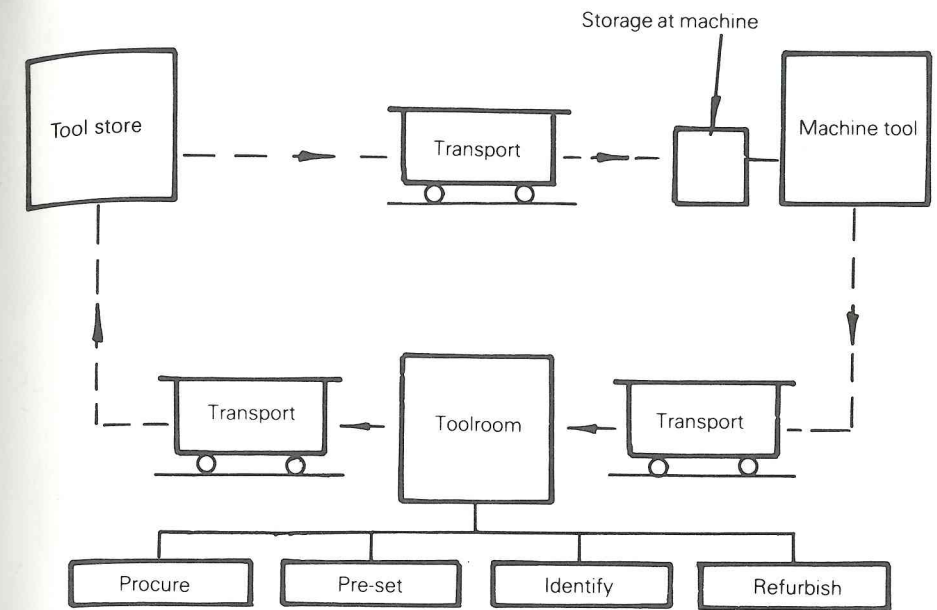 Storage at machine
Tool store
Transport
Machine tool
Transport
Toolroom
Transport
Procure
Pre-set
Identify
Refurbish